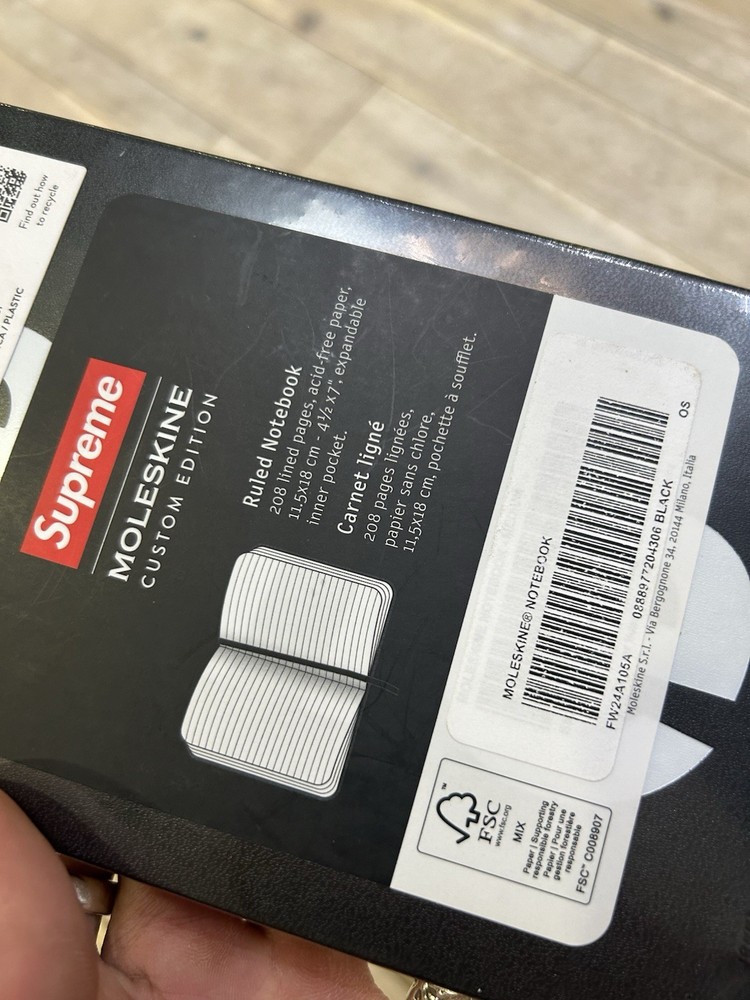 Find out how
to recycle
/ PLASTIC
Supreme
MOLESKINE
CUSTOM EDITION
Ruled Notebook
208 lined pages, acid-free paper,
11.5x18 cm - 4½ x7", expandable
inner pocket.
Carnet ligné
208 pages lignées,
papier sans chlore,
11,5x18 cm, pochette à soufflet.
MOLESKINE® NOTEBOOK
FW24A105A 0888977204306 BLACK OS
Moleskine S.r.l. - Via Bergognone 34, 20144 Milano, Italia
™
FSC
www.fsc.org
MIX
Paper | Supporting
responsible forestry
Papier | Pour une
gestion forestière
responsable
FSC® C008907